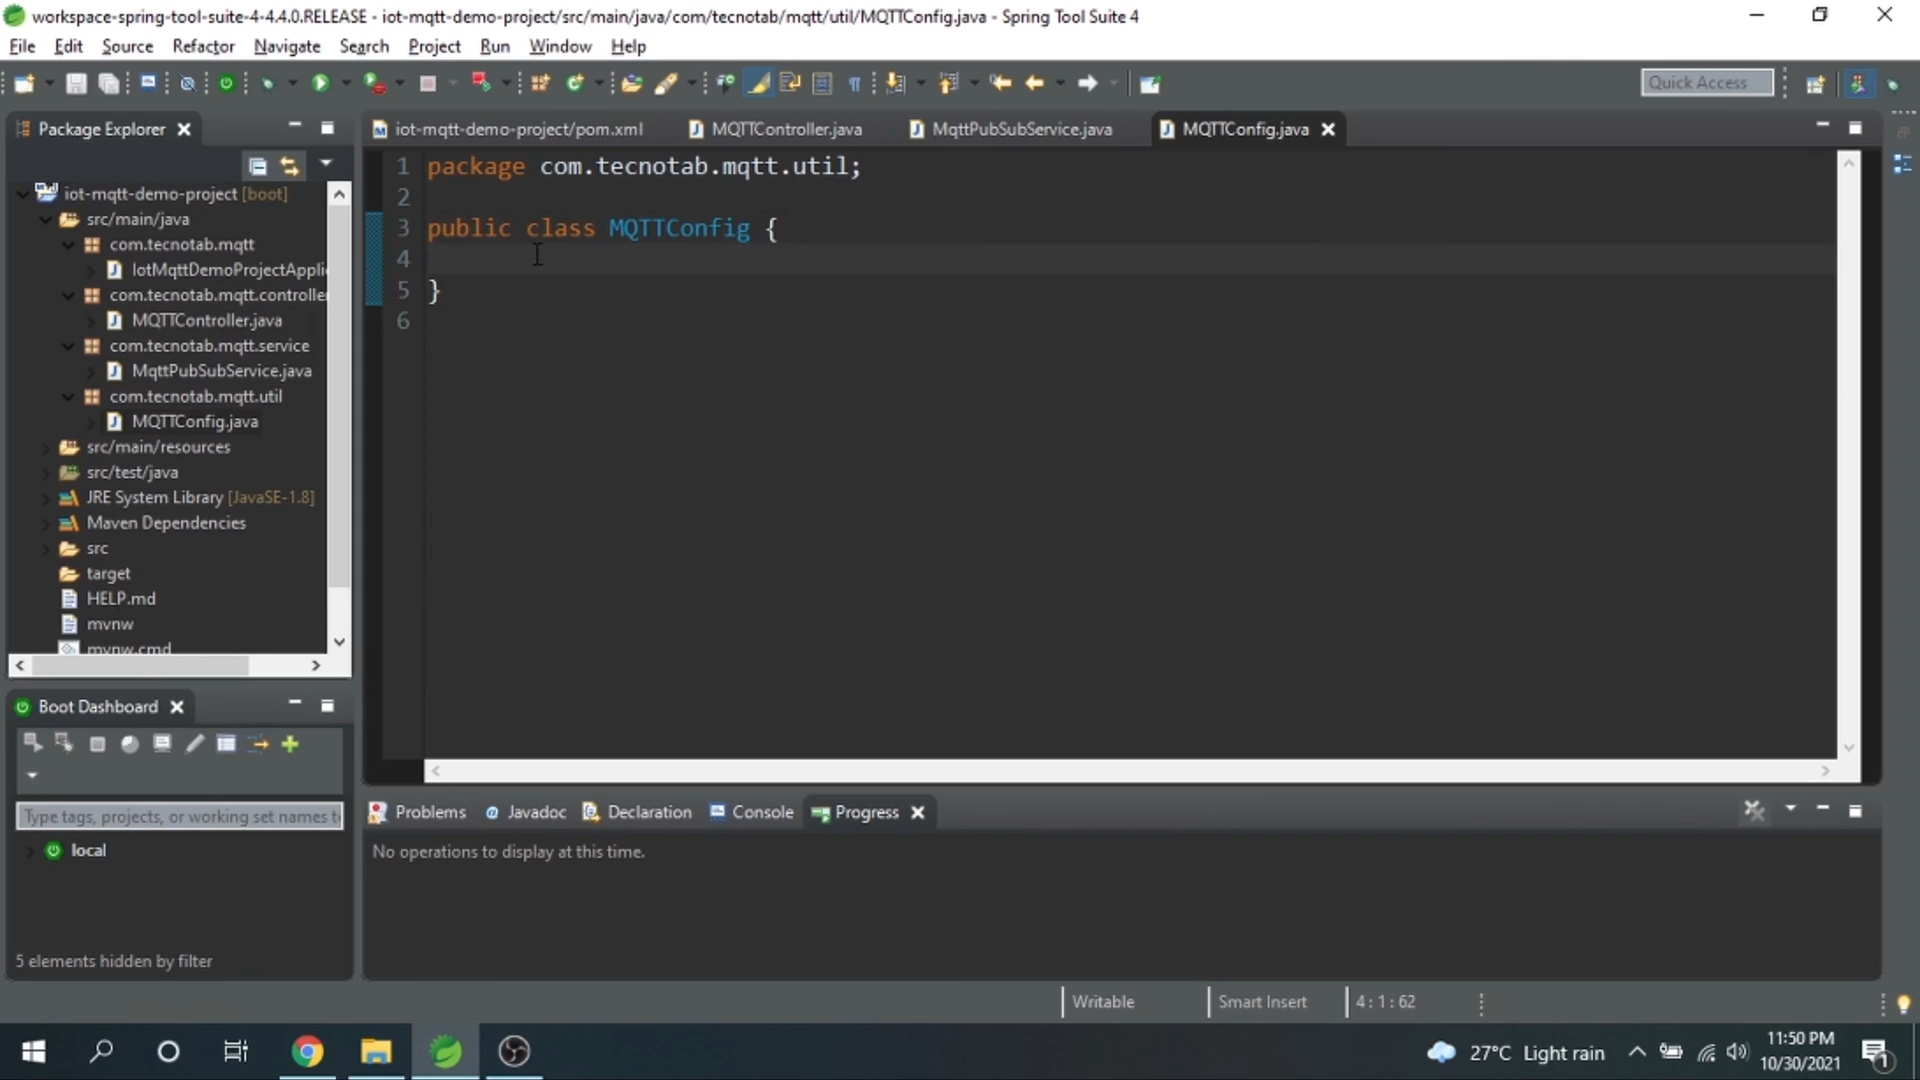 workspace-spring-tool-suite-4-4.4.0.RELEASE - iot-mqtt-demo-project/src/main/java/com/tecnotab/mqtt/util/MQTTConfig.java - Spring Tool Suite 4
File Edit Source Refactor Navigate Search Project Run Window Help
Quick Access
Package Explorer
iot-mqtt-demo-project [boot]
src/main/java
com.tecnotab.mqtt
IotMqttDemoProjectAppli
com.tecnotab.mqtt.controller
MQTTController.java
com.tecnotab.mqtt.service
MqttPubSubService.java
com.tecnotab.mqtt.util
MQTTConfig.java
src/main/resources
src/test/java
JRE System Library [JavaSE-1.8]
Maven Dependencies
src
target
HELP.md
mvnw
mvnw.cmd
iot-mqtt-demo-project/pom.xml MQTTController.java MqttPubSubService.java MQTTConfig.java
1 package com.tecnotab.mqtt.util;
2
3 public class MQTTConfig {
4
5 }
6
Boot Dashboard
Type tags, projects, or working set names t
local
5 elements hidden by filter
Problems Javadoc Declaration Console Progress
No operations to display at this time.
Writable Smart Insert 4 : 1 : 62
27°C Light rain
11:50 PM
10/30/2021
1